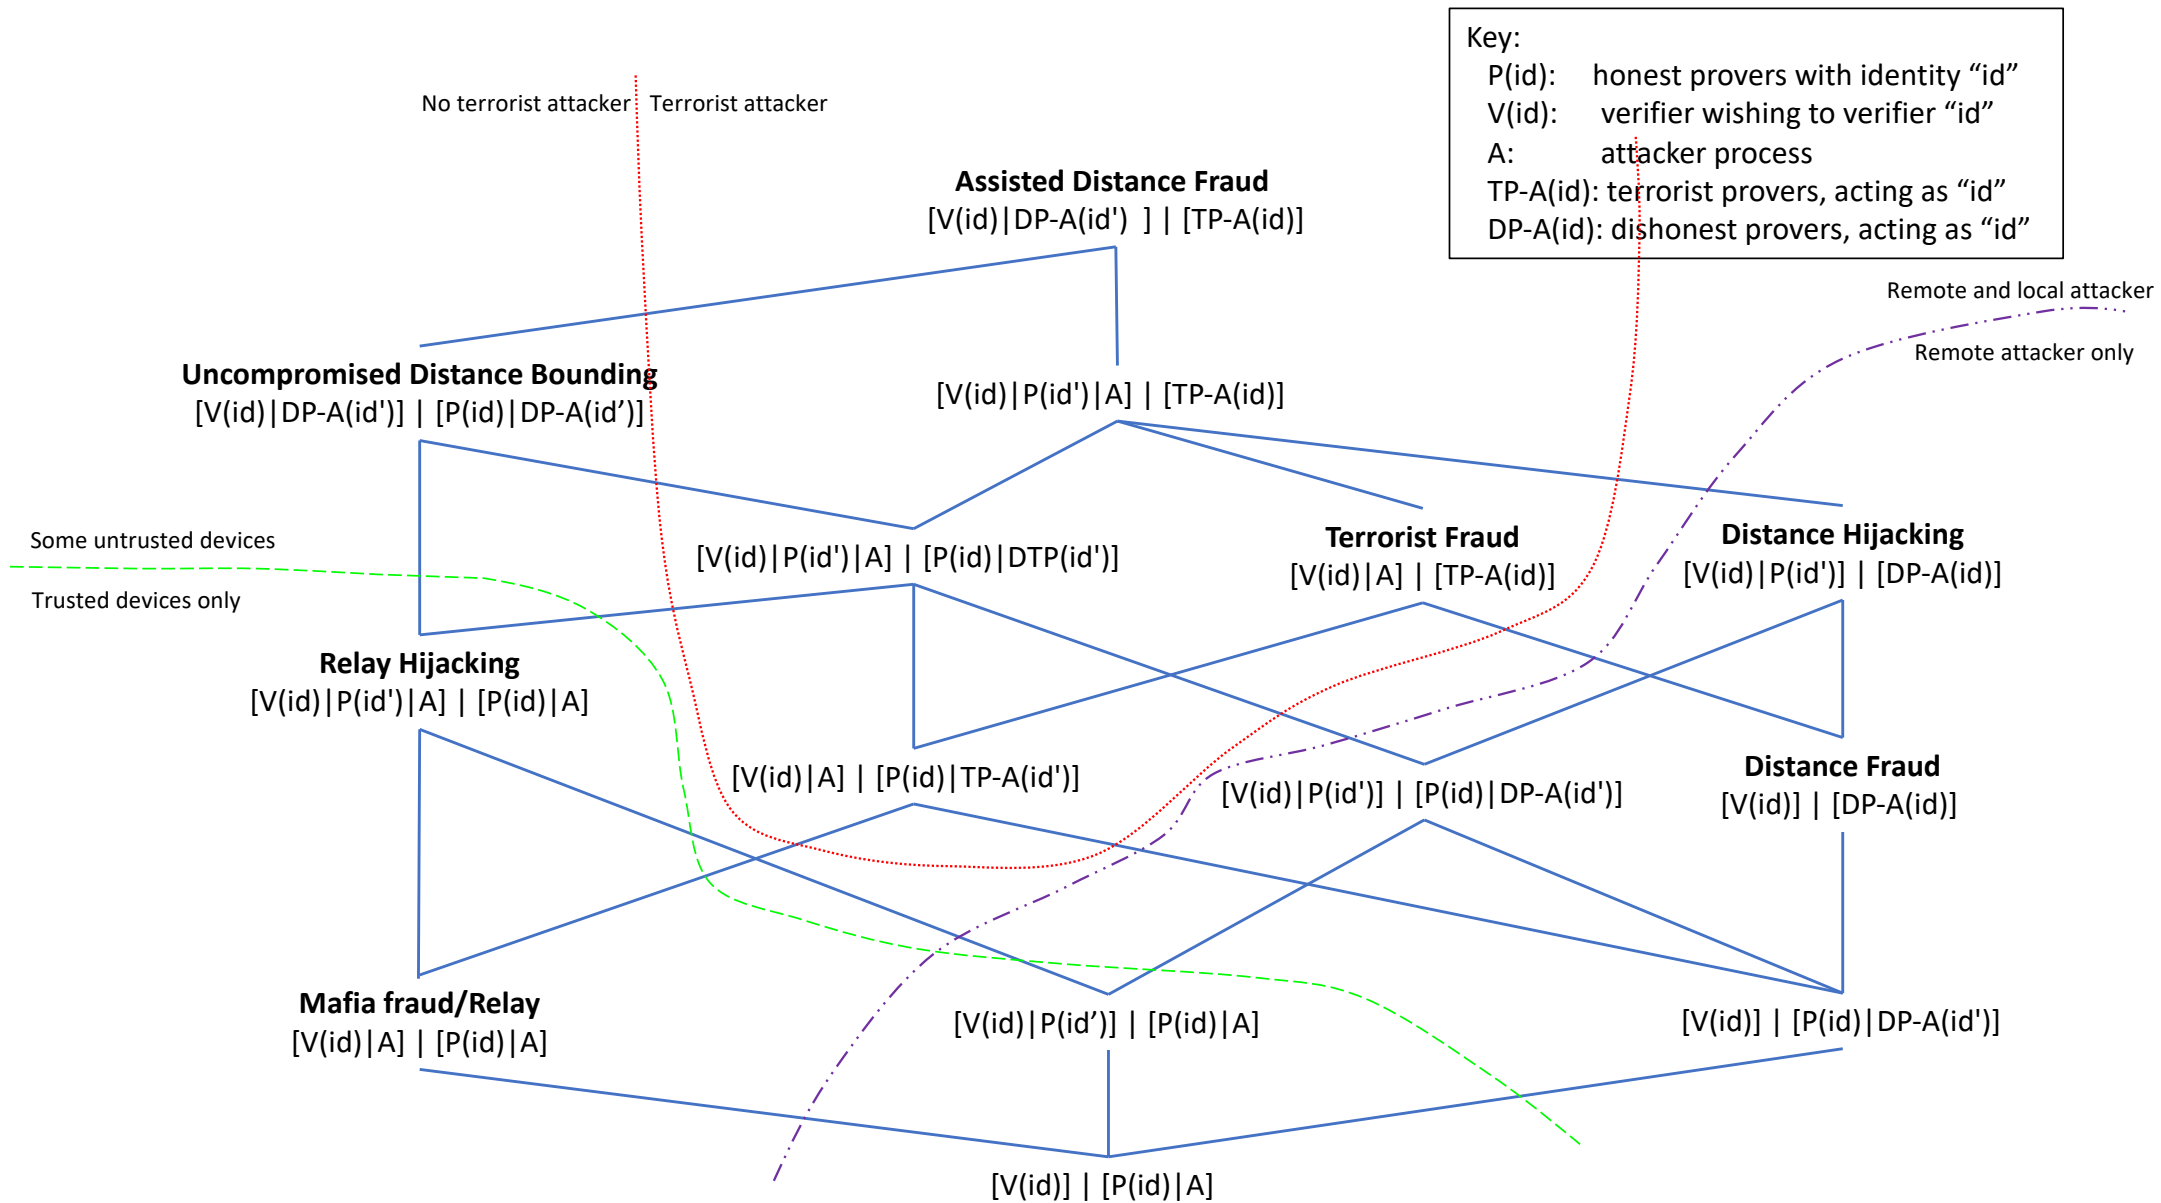 Key:
P(id): honest provers with identity “id”
V(id): verifier wishing to verifier “id”
A: attacker process
TP-A(id): terrorist provers, acting as “id”
DP-A(id): dishonest provers, acting as “id”
No terrorist attacker
Terrorist attacker
Assisted Distance Fraud
[V(id)|DP-A(id') ] | [TP-A(id)]
Remote and local attacker
Remote attacker only
Uncompromised Distance Bounding
[V(id)|DP-A(id')] | [P(id)|DP-A(id’)]
[V(id)|P(id')|A] | [TP-A(id)]
Some untrusted devices
Trusted devices only
[V(id)|P(id')|A] | [P(id)|DTP(id')]
Terrorist Fraud
[V(id)|A] | [TP-A(id)]
Distance Hijacking
[V(id)|P(id')] | [DP-A(id)]
Relay Hijacking
[V(id)|P(id')|A] | [P(id)|A]
[V(id)|A] | [P(id)|TP-A(id')]
[V(id)|P(id')] | [P(id)|DP-A(id')]
Distance Fraud
[V(id)] | [DP-A(id)]
Mafia fraud/Relay
[V(id)|A] | [P(id)|A]
[V(id)|P(id’)] | [P(id)|A]
[V(id)] | [P(id)|DP-A(id')]
[V(id)] | [P(id)|A]